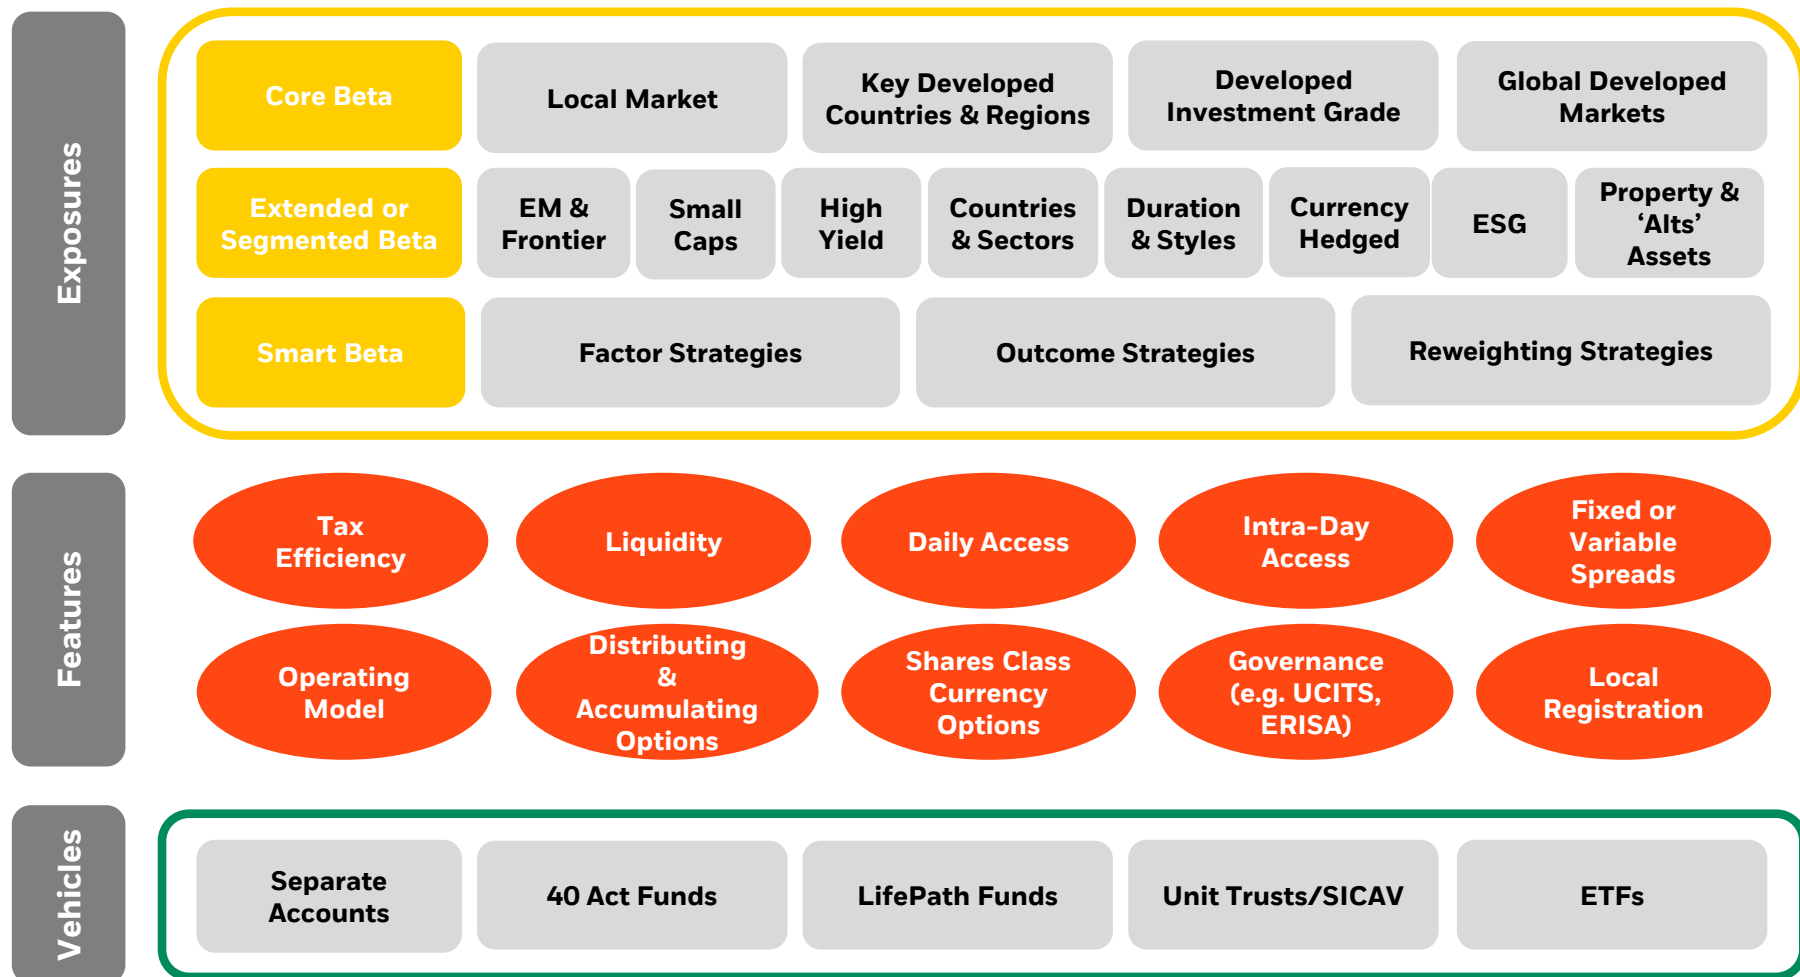 Exposures
Core Beta
Local Market
Key Developed
Countries & Regions
Developed
Investment Grade
Global Developed
Markets
Extended or
Segmented Beta
EM &
Frontier
Small
Caps
High
Yield
Countries
& Sectors
Duration
& Styles
Currency
Hedged
ESG
Property &
‘Alts’
Assets
Smart Beta
Factor Strategies
Outcome Strategies
Reweighting Strategies
Features
Tax
Efficiency
Liquidity
Daily Access
Intra-Day
Access
Fixed or
Variable
Spreads
Operating
Model
Distributing
&
Accumulating
Options
Shares Class
Currency
Options
Governance
(e.g. UCITS,
ERISA)
Local
Registration
Vehicles
Separate
Accounts
40 Act Funds
LifePath Funds
Unit Trusts/SICAV
ETFs